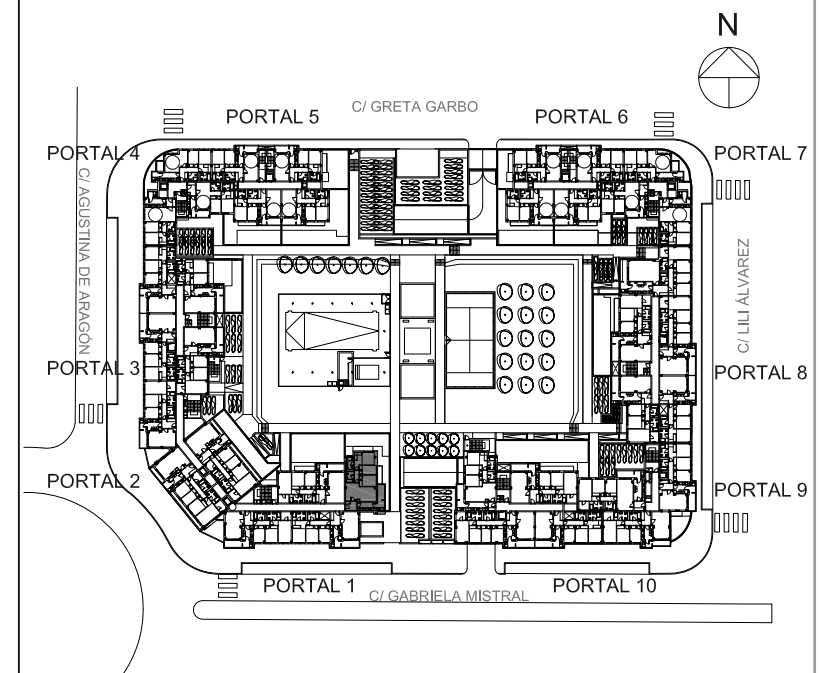 N
C/ GRETA GARBO
PORTAL 5
PORTAL 6
PORTAL 4
PORTAL 7
C/ AGUSTINA DE ARAGÓN
C/ LILI ÁLVAREZ
PORTAL 3
PORTAL 8
PORTAL 2
PORTAL 9
PORTAL 1
PORTAL 10
C/ GABRIELA MISTRAL